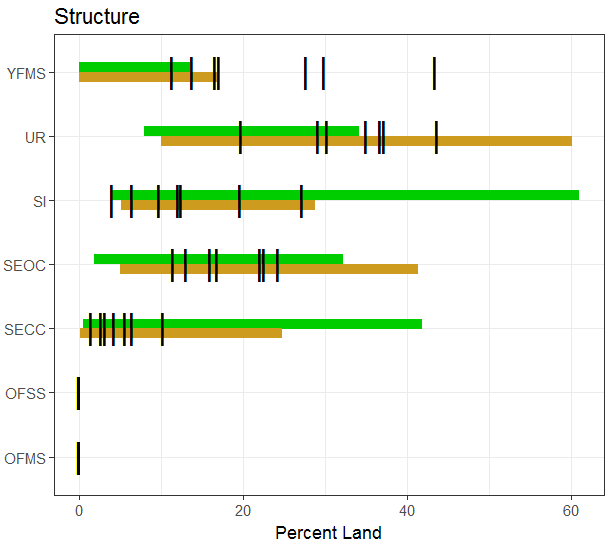 Structure
YFMS
UR
SI
SEOC
SECC
OFSS
OFMS
0 20 40 60
Percent Land